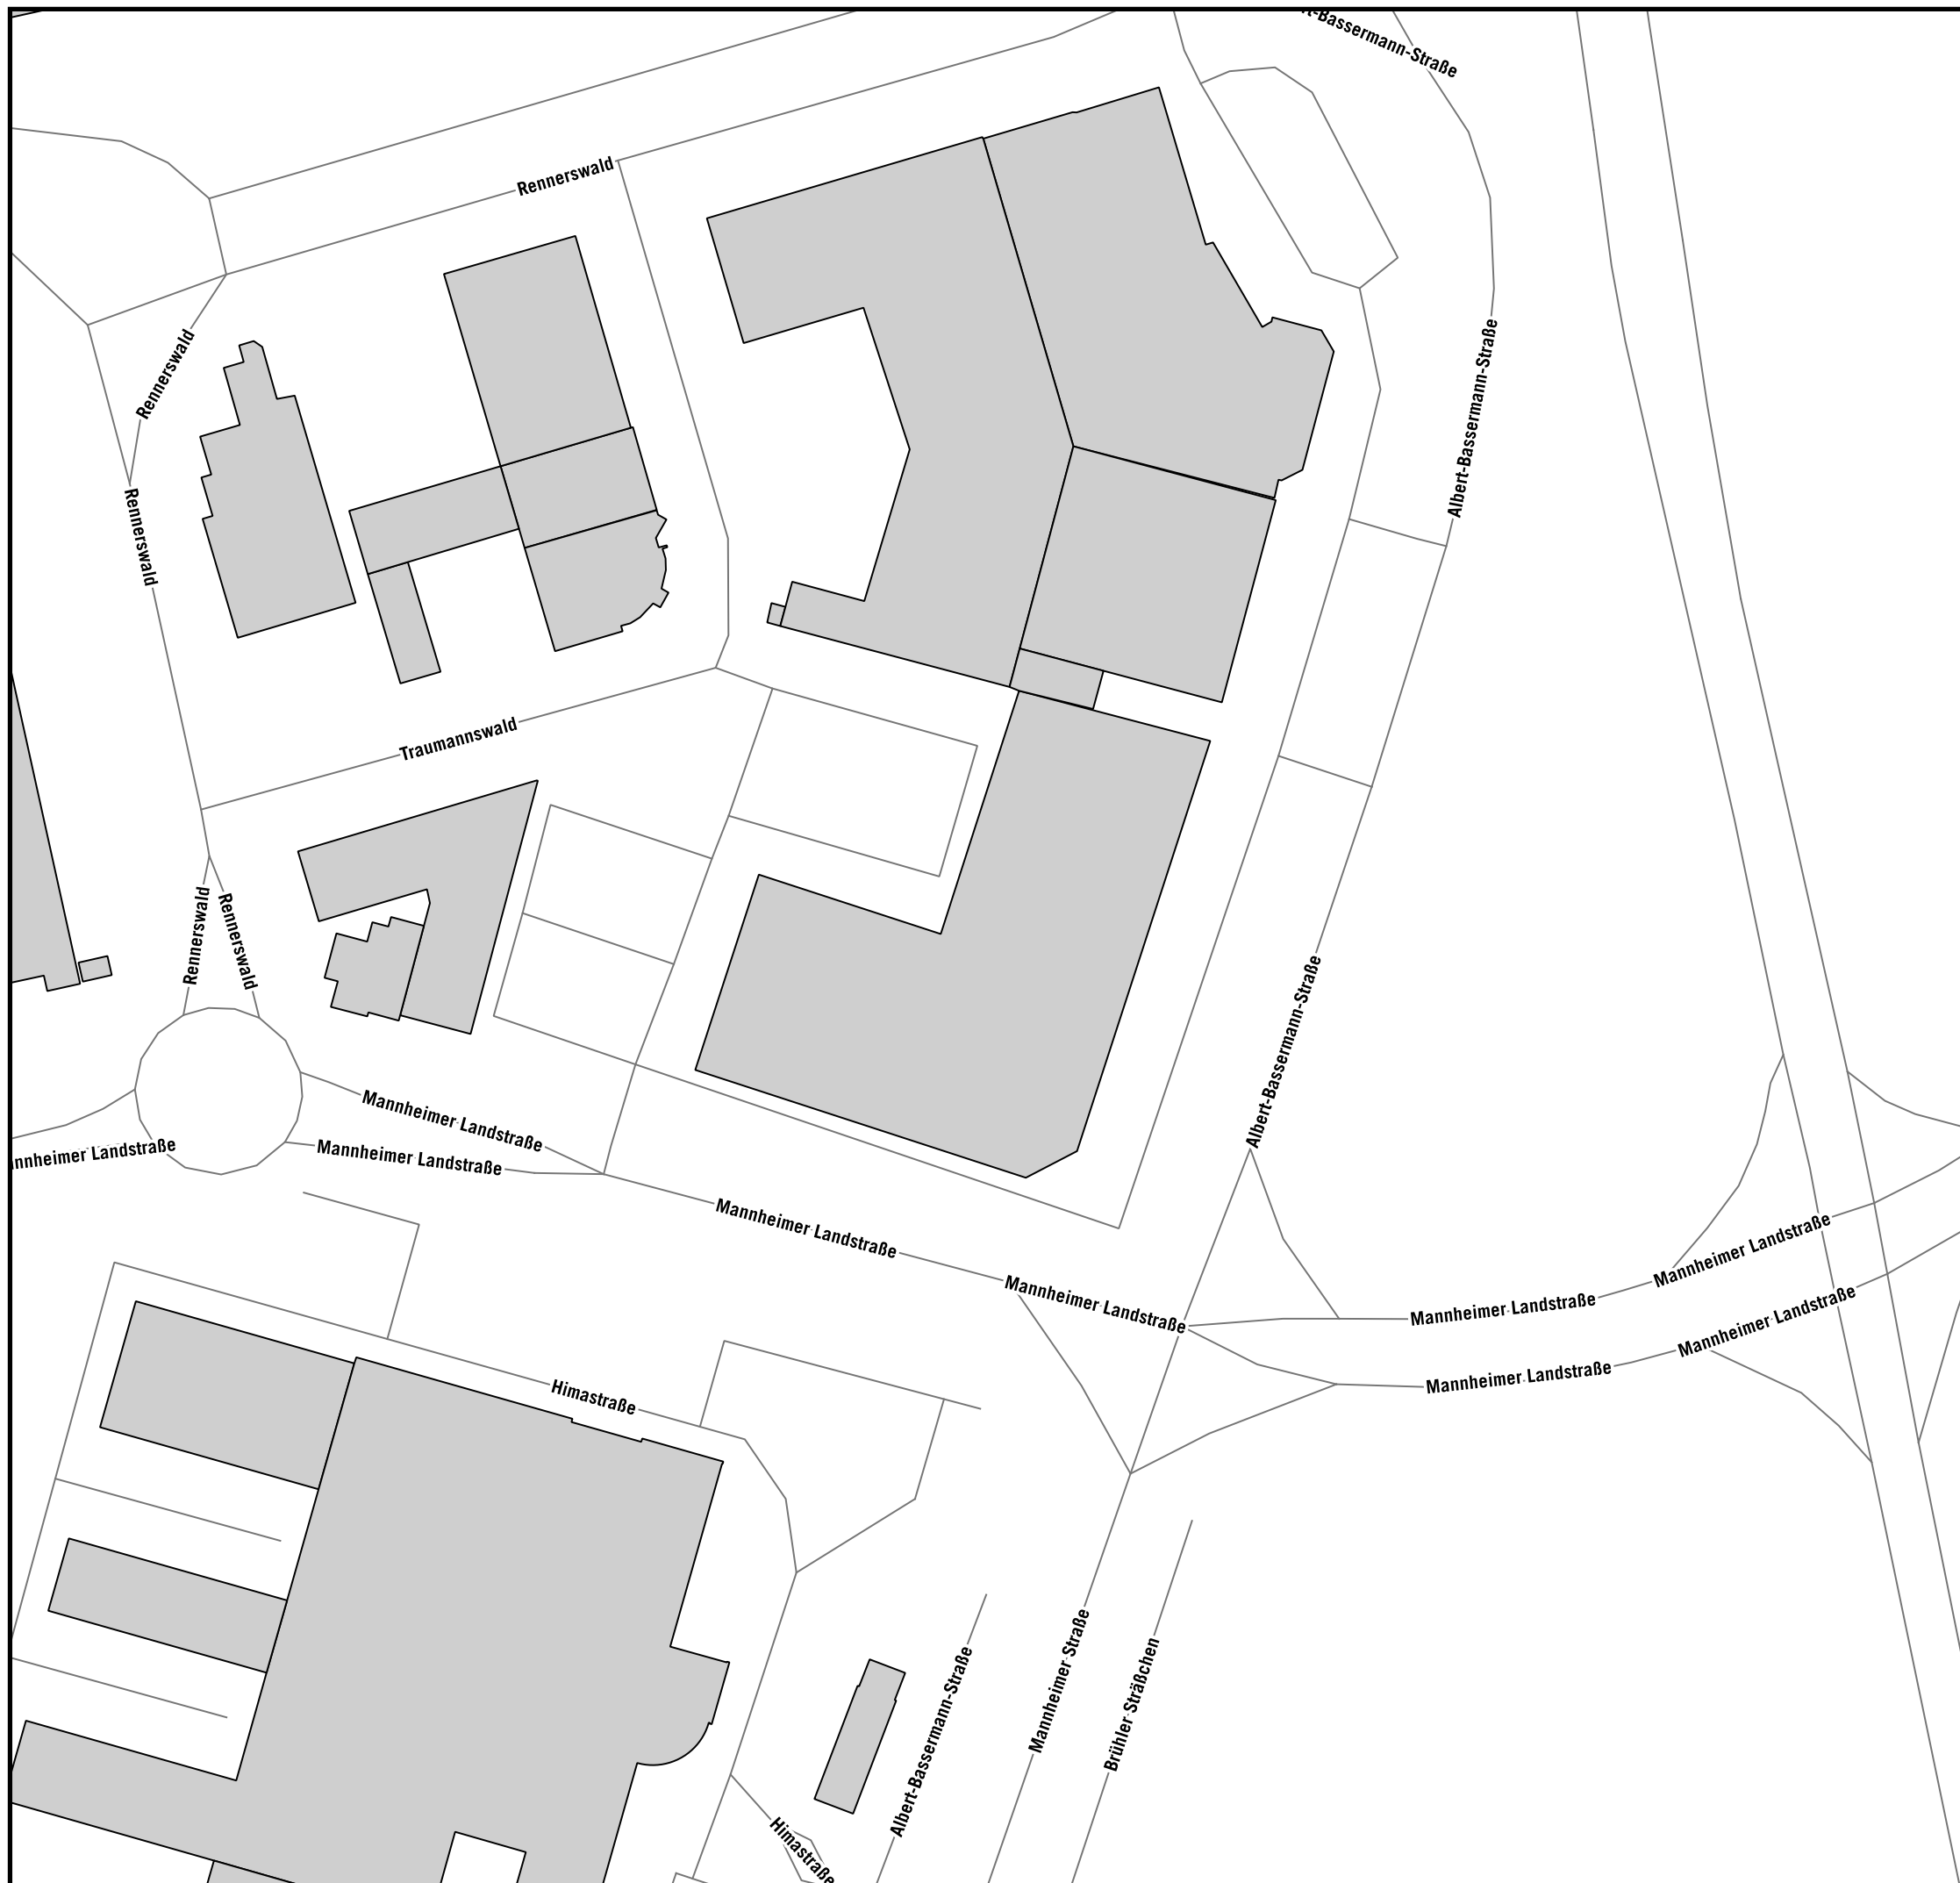 t-Bassermann-Straße
Rennerswald
Rennerswald
Albert-Bassermann-Straße
Rennerswald
Traumannswald
Rennerswald
Rennerswald
Albert-Bassermann-Straße
Mannheimer Landstraße
nnheimer Landstraße
Mannheimer Landstraße
Mannheimer Landstraße
Mannheimer Landstraße
Mannheimer Landstraße
Mannheimer Landstraße
Mannheimer Landstraße
Mannheimer Landstraße
Himastraße
Mannheimer Straße
Brühler Sträßchen
Albert-Bassermann-Straße
Himastraße